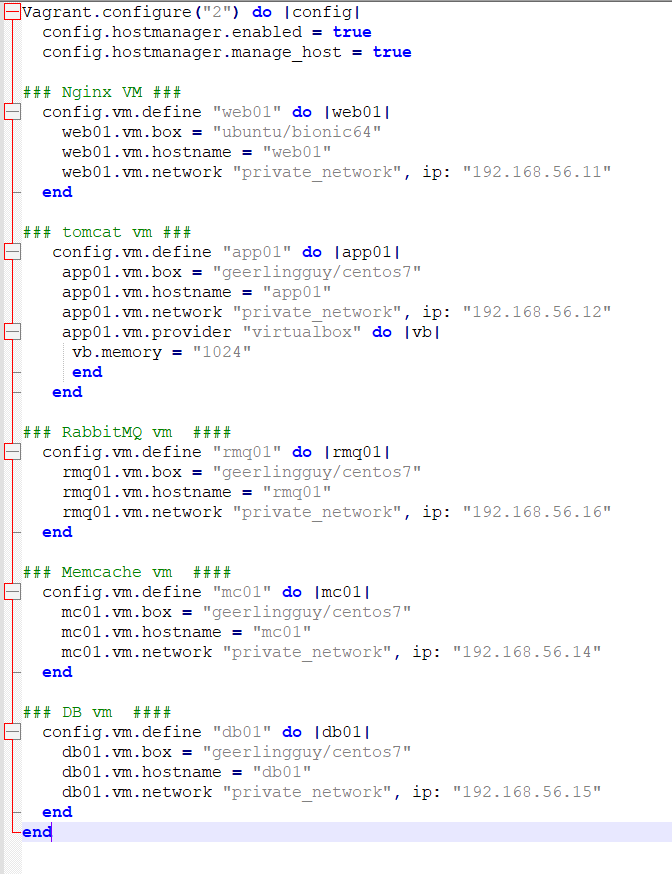 Vagrant.configure("2") do |config|
  config.hostmanager.enabled = true
  config.hostmanager.manage_host = true

### Nginx VM ###
  config.vm.define "web01" do |web01|
    web01.vm.box = "ubuntu/bionic64"
    web01.vm.hostname = "web01"
    web01.vm.network "private_network", ip: "192.168.56.11"
  end

### tomcat vm ###
   config.vm.define "app01" do |app01|
    app01.vm.box = "geerlingguy/centos7"
    app01.vm.hostname = "app01"
    app01.vm.network "private_network", ip: "192.168.56.12"
    app01.vm.provider "virtualbox" do |vb|
     vb.memory = "1024"
     end
   end

### RabbitMQ vm  ####
  config.vm.define "rmq01" do |rmq01|
    rmq01.vm.box = "geerlingguy/centos7"
    rmq01.vm.hostname = "rmq01"
    rmq01.vm.network "private_network", ip: "192.168.56.16"
  end

### Memcache vm  ####
  config.vm.define "mc01" do |mc01|
    mc01.vm.box = "geerlingguy/centos7"
    mc01.vm.hostname = "mc01"
    mc01.vm.network "private_network", ip: "192.168.56.14"
  end

### DB vm  ####
  config.vm.define "db01" do |db01|
    db01.vm.box = "geerlingguy/centos7"
    db01.vm.hostname = "db01"
    db01.vm.network "private_network", ip: "192.168.56.15"
  end
end